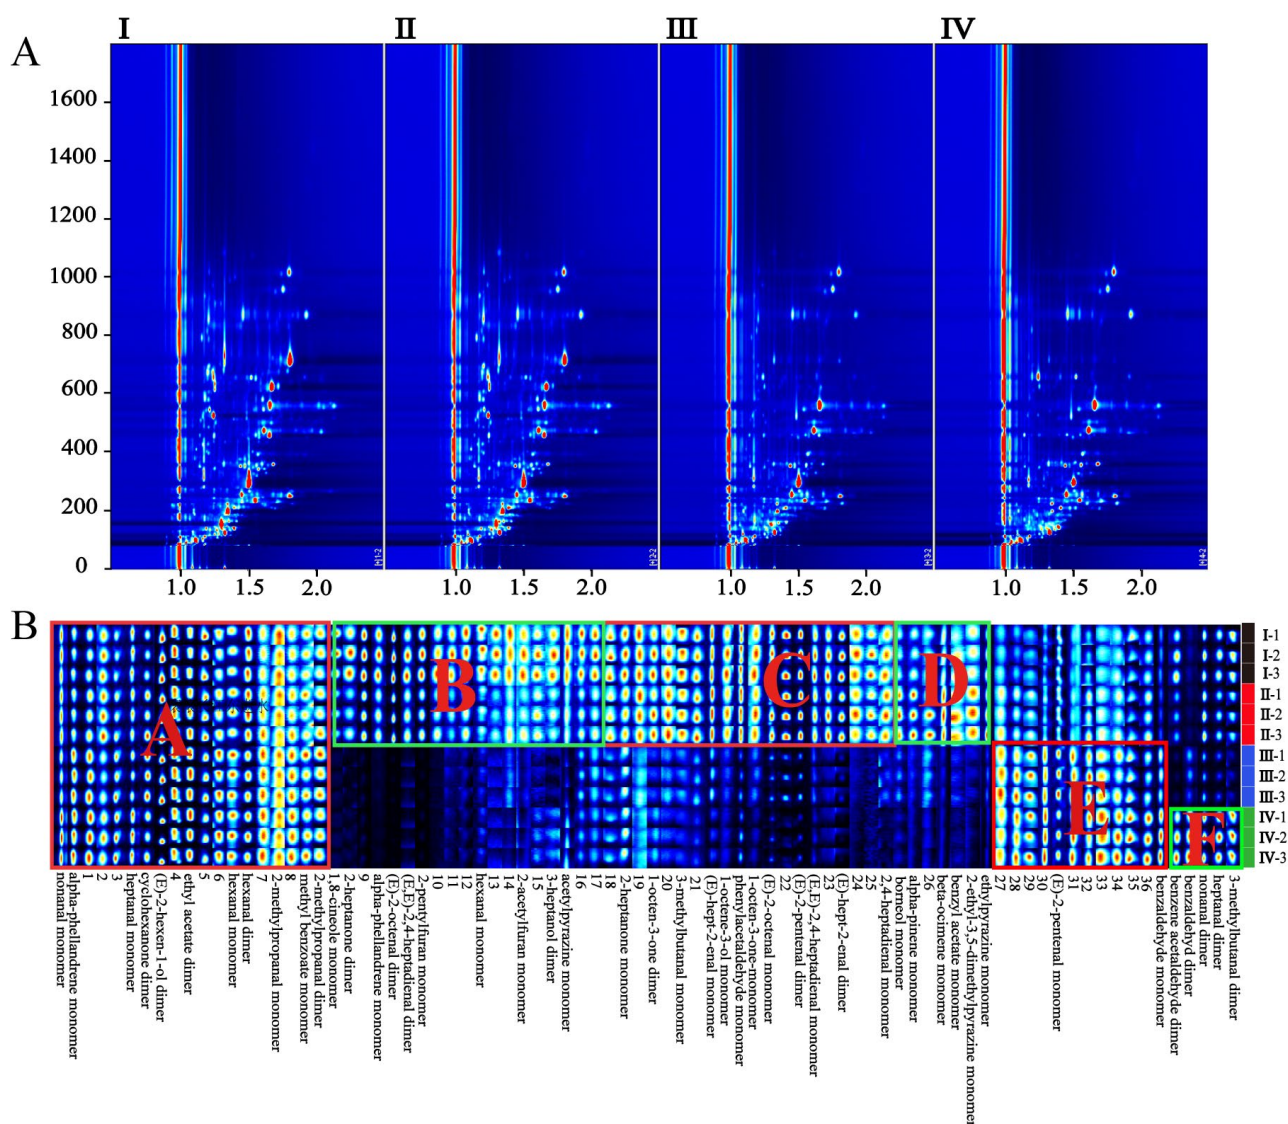 A
I II III IV
1600
1400
1200
1000
800
600
400
200
0
1.0 1.5 2.0 1.0 1.5 2.0 1.0 1.5 2.0 1.0 1.5 2.0
B
A
B
C
D
E
F
I-1
I-2
I-3
II-1
II-2
II-3
III-1
III-2
III-3
IV-1
IV-2
IV-3
nonanal monomer
alpha-phellandrene monomer
1
2
3
heptanal monomer
cyclohexanone dimer
(E)-2-hexen-1-ol dimer
4
ethyl acetate dimer
5
6
hexanal monomer
hexanal dimer
7
2-methylpropanal monomer
8
methyl benzoate monomer
2-methylpropanal dimer
1,8-cineole monomer
2-heptanone dimer
9
alpha-phellandrene monomer
(E)-2-octenal dimer
(E,E)-2,4-heptadienal dimer
2-pentylfuran monomer
10
11
12
hexanal monomer
13
14
2-acetylfuran monomer
15
3-heptanol dimer
acetylpyrazine monomer
16
17
18
2-heptanone monomer
19
1-octen-3-one dimer
20
3-methylbutanal monomer
21
(E)-hept-2-enal monomer
1-octene-3-ol monomer
phenylacetaldehyde monomer
1-octen-3-one-monomer
(E)-2-octenal monomer
22
(E)-2-pentenal dimer
(E,E)-2,4-heptadienal monomer
23
(E)-hept-2-enal dimer
24
25
2,4-heptadienal monomer
borneol monomer
alpha-pinene monomer
26
beta-ocimene monomer
benzyl acetate monomer
2-ethyl-3,5-dimethylpyrazine monomer
ethylpyrazine monomer
27
28
29
30
(E)-2-pentenal monomer
31
32
33
34
35
36
benzaldehyde monomer
benzene acetaldehyde dimer
benzaldehyd dimer
nonanal dimer
heptanal dimer
3-methylbutanal dimer